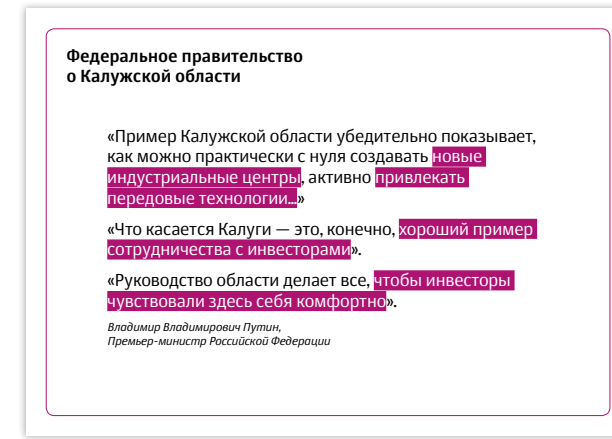 Федеральное правительство
о Калужской области
«Пример Калужской области убедительно показывает,
как можно практически с нуля создавать новые
индустриальные центры, активно привлекать
передовые технологии...»
«Что касается Калуги — это, конечно, хороший пример
сотрудничества с инвесторами».
«Руководство области делает все, чтобы инвесторы
чувствовали здесь себя комфортно».
Владимир Владимирович Путин,
Премьер-министр Российской Федерации